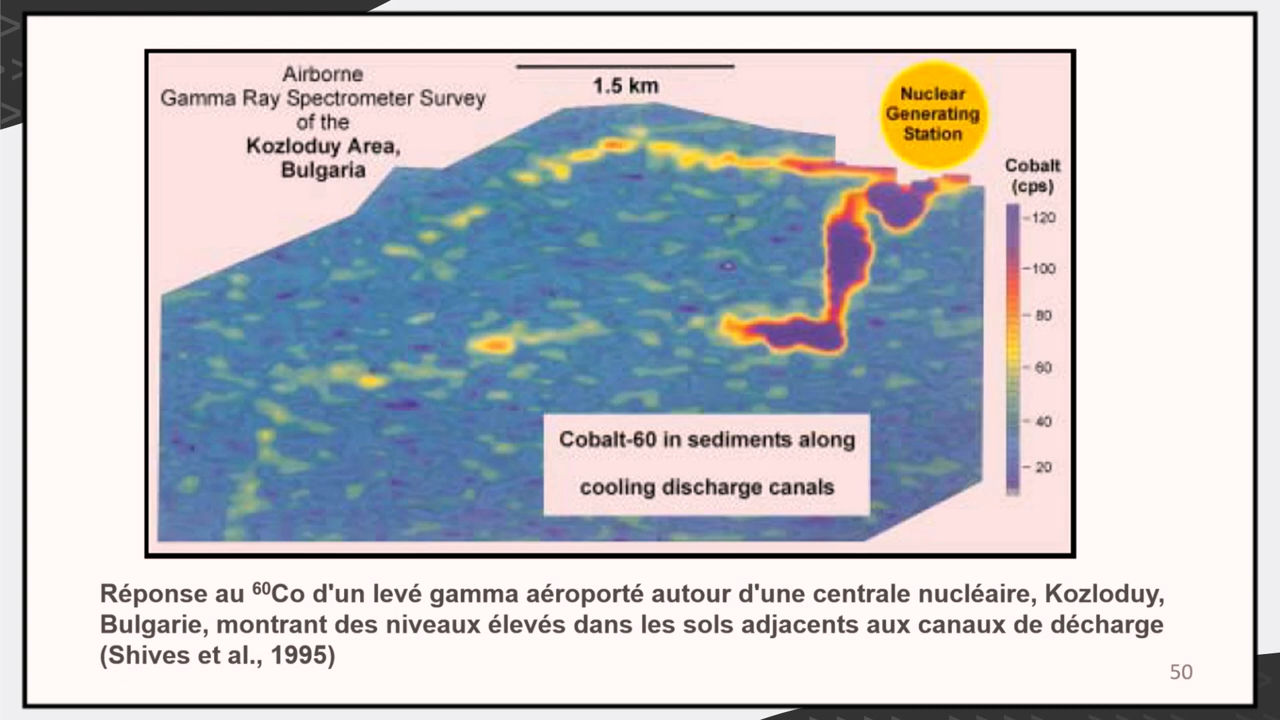 Airborne
Gamma Ray Spectrometer Survey
of the
Kozloduy Area,
Bulgaria
1.5 km
Nuclear
Generating
Station
Cobalt
(cps)
120
100
80
60
40
20
Cobalt-60 in sediments along
cooling discharge canals
Réponse au ⁶⁰Co d'un levé gamma aéroporté autour d'une centrale nucléaire, Kozloduy,
Bulgarie, montrant des niveaux élevés dans les sols adjacents aux canaux de décharge
(Shives et al., 1995)
50